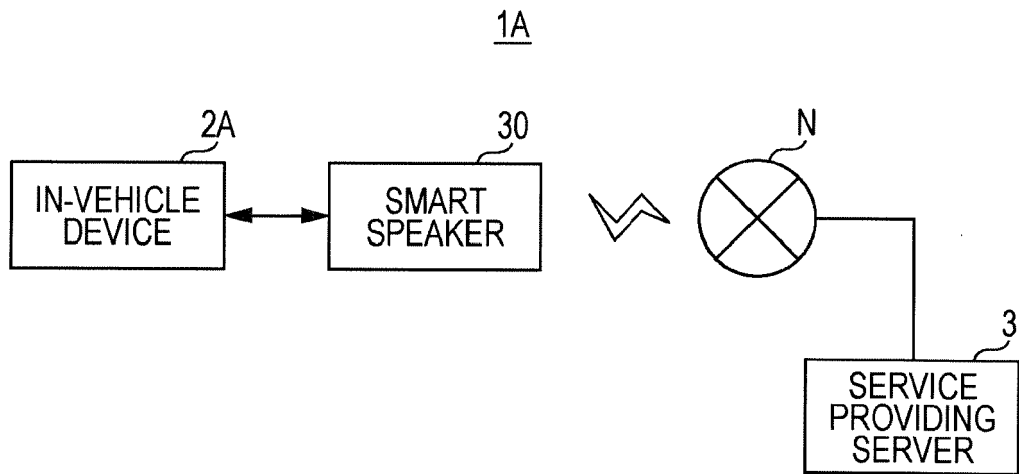 1A
2A
30
N
IN-VEHICLE
DEVICE
SMART
SPEAKER
3
SERVICE
PROVIDING
SERVER